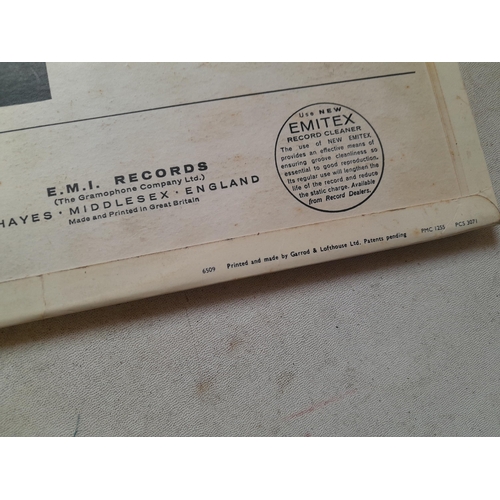 E.M.I. RECORDS
(The Gramophone Company Ltd.)
HAYES · MIDDLESEX · ENGLAND
Made and Printed in Great Britain
Use NEW
EMITEX
RECORD CLEANER
The use of NEW EMITEX
provides an effective means of
ensuring groove cleanliness so
essential to good reproduction.
Its regular use will lengthen the
life of the record and reduce
the static charge. Available
from Record Dealers.
6509 Printed and made by Garrod & Lofthouse Ltd. Patents pending PMC 1255 PCS 3071